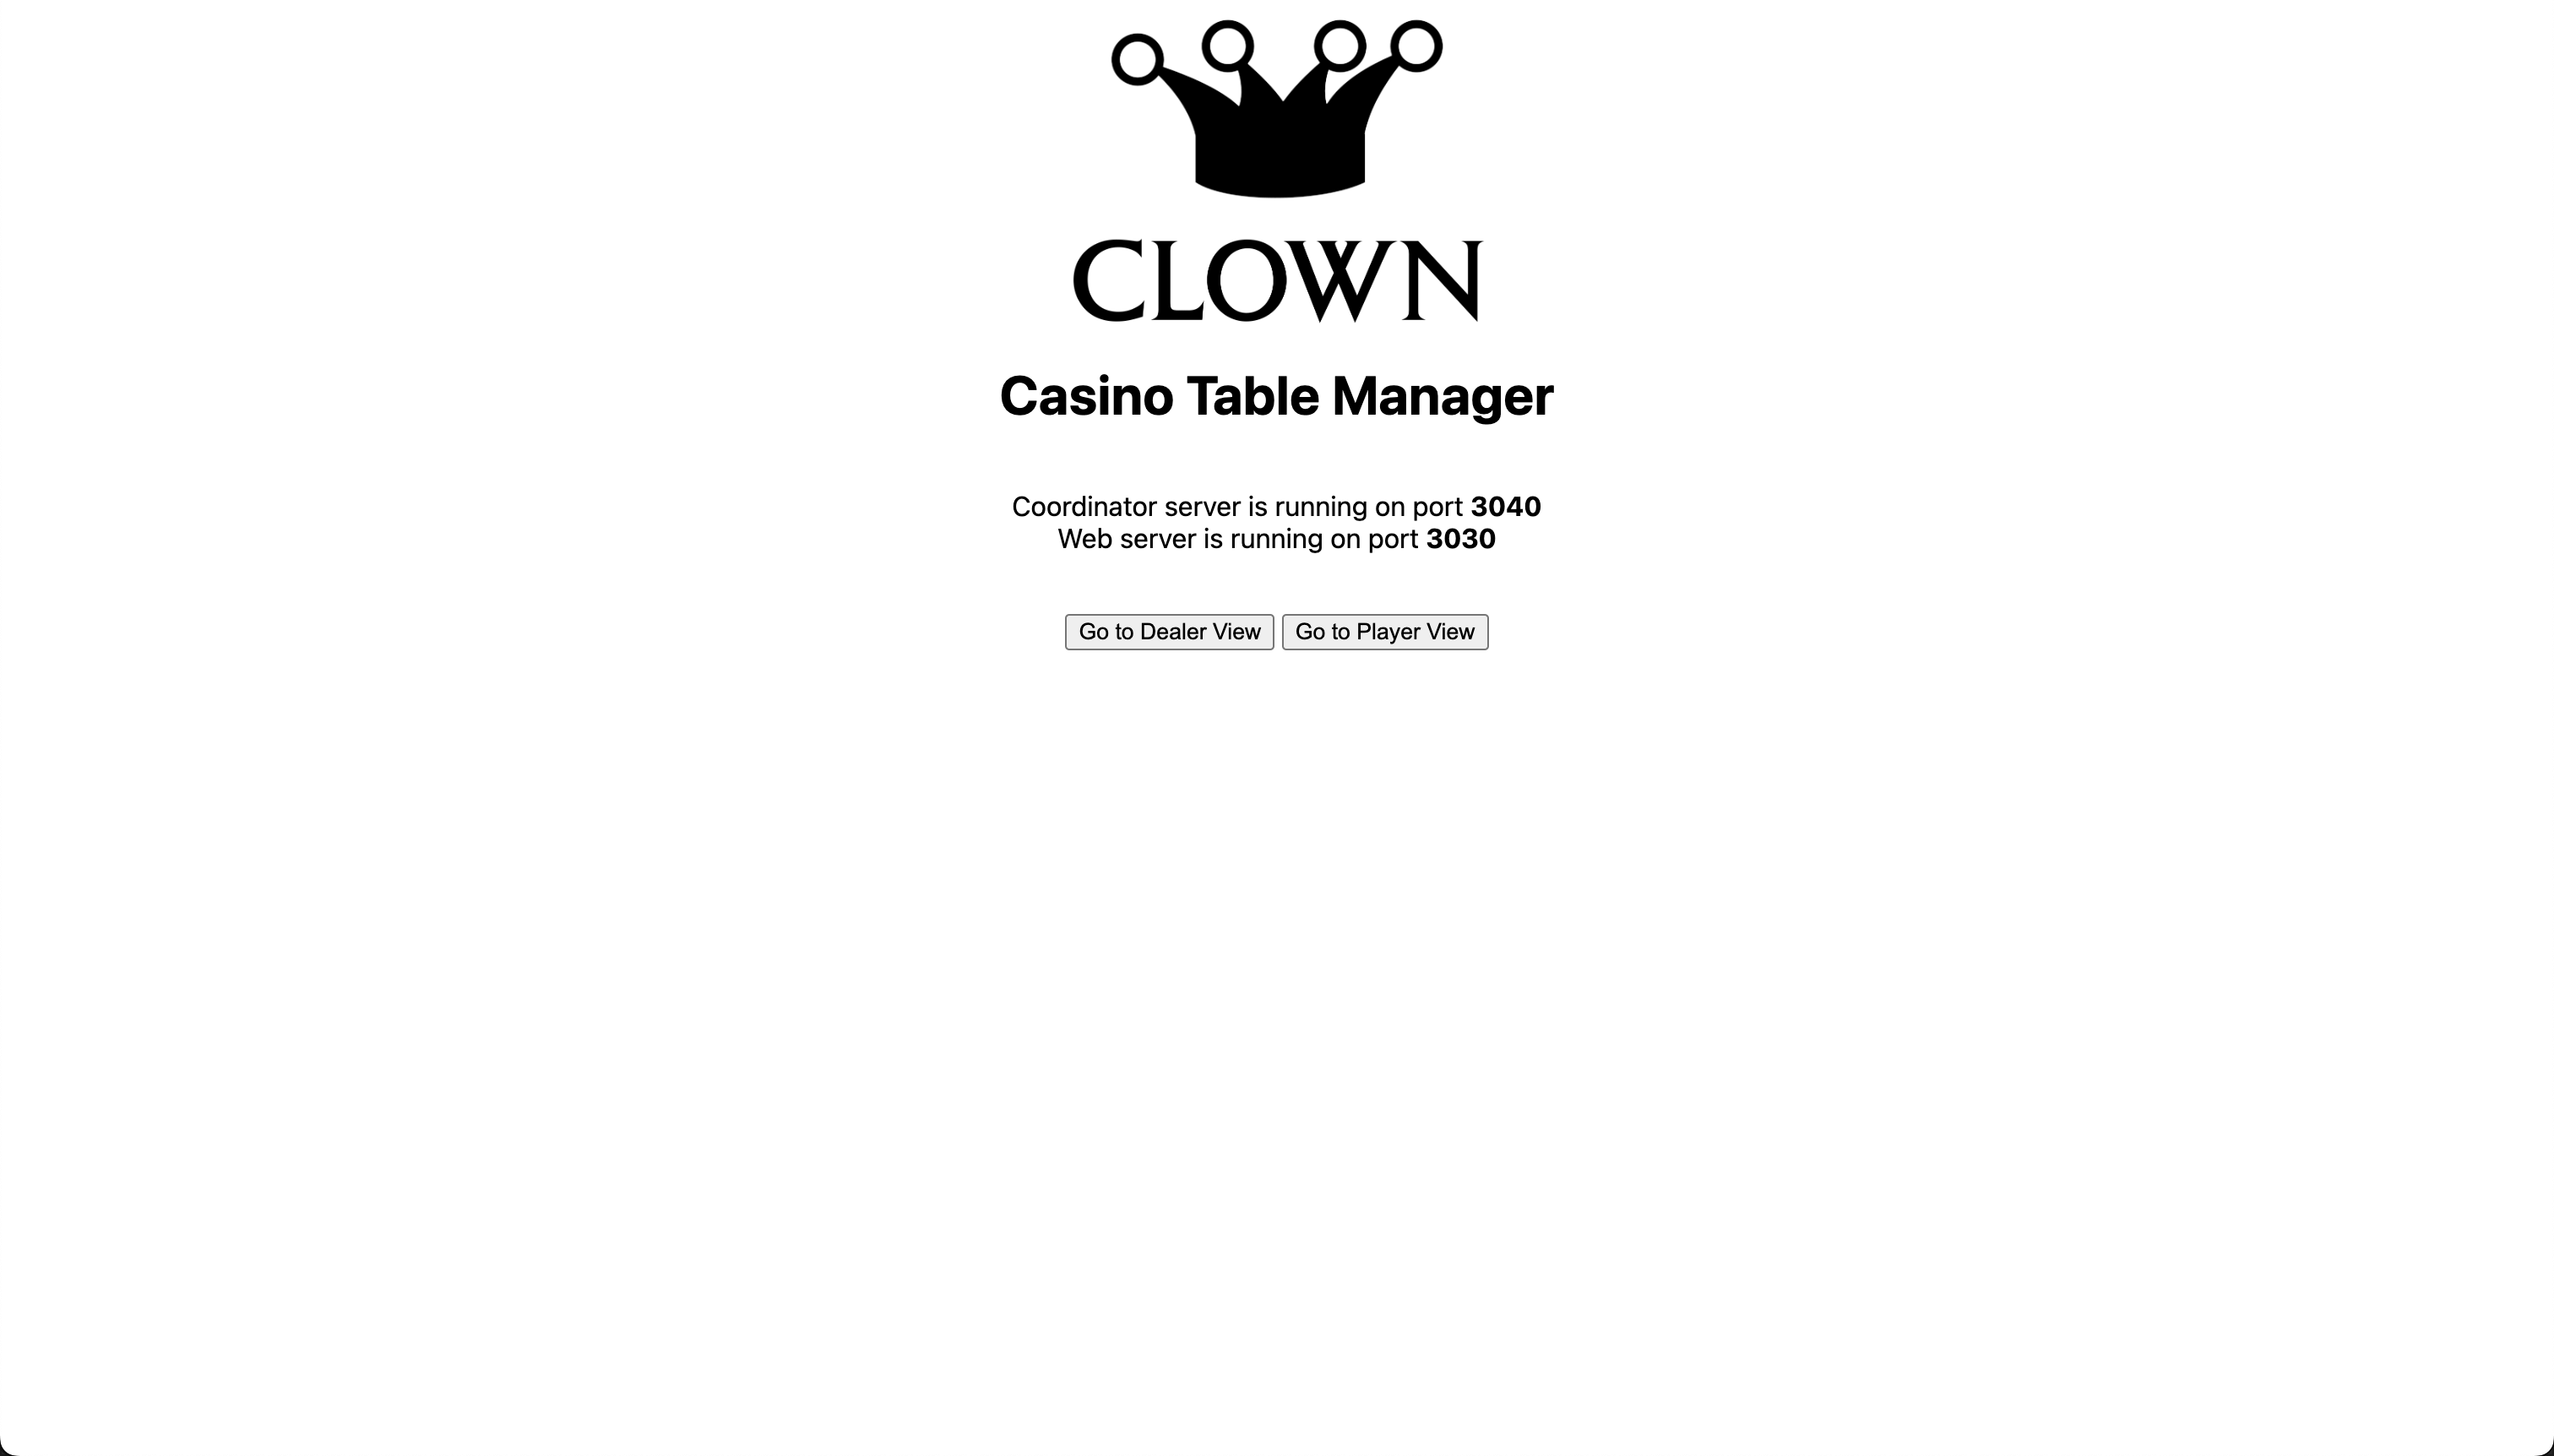 CLOWN
Casino Table Manager
Coordinator server is running on port 3040
Web server is running on port 3030
Go to Dealer View
Go to Player View